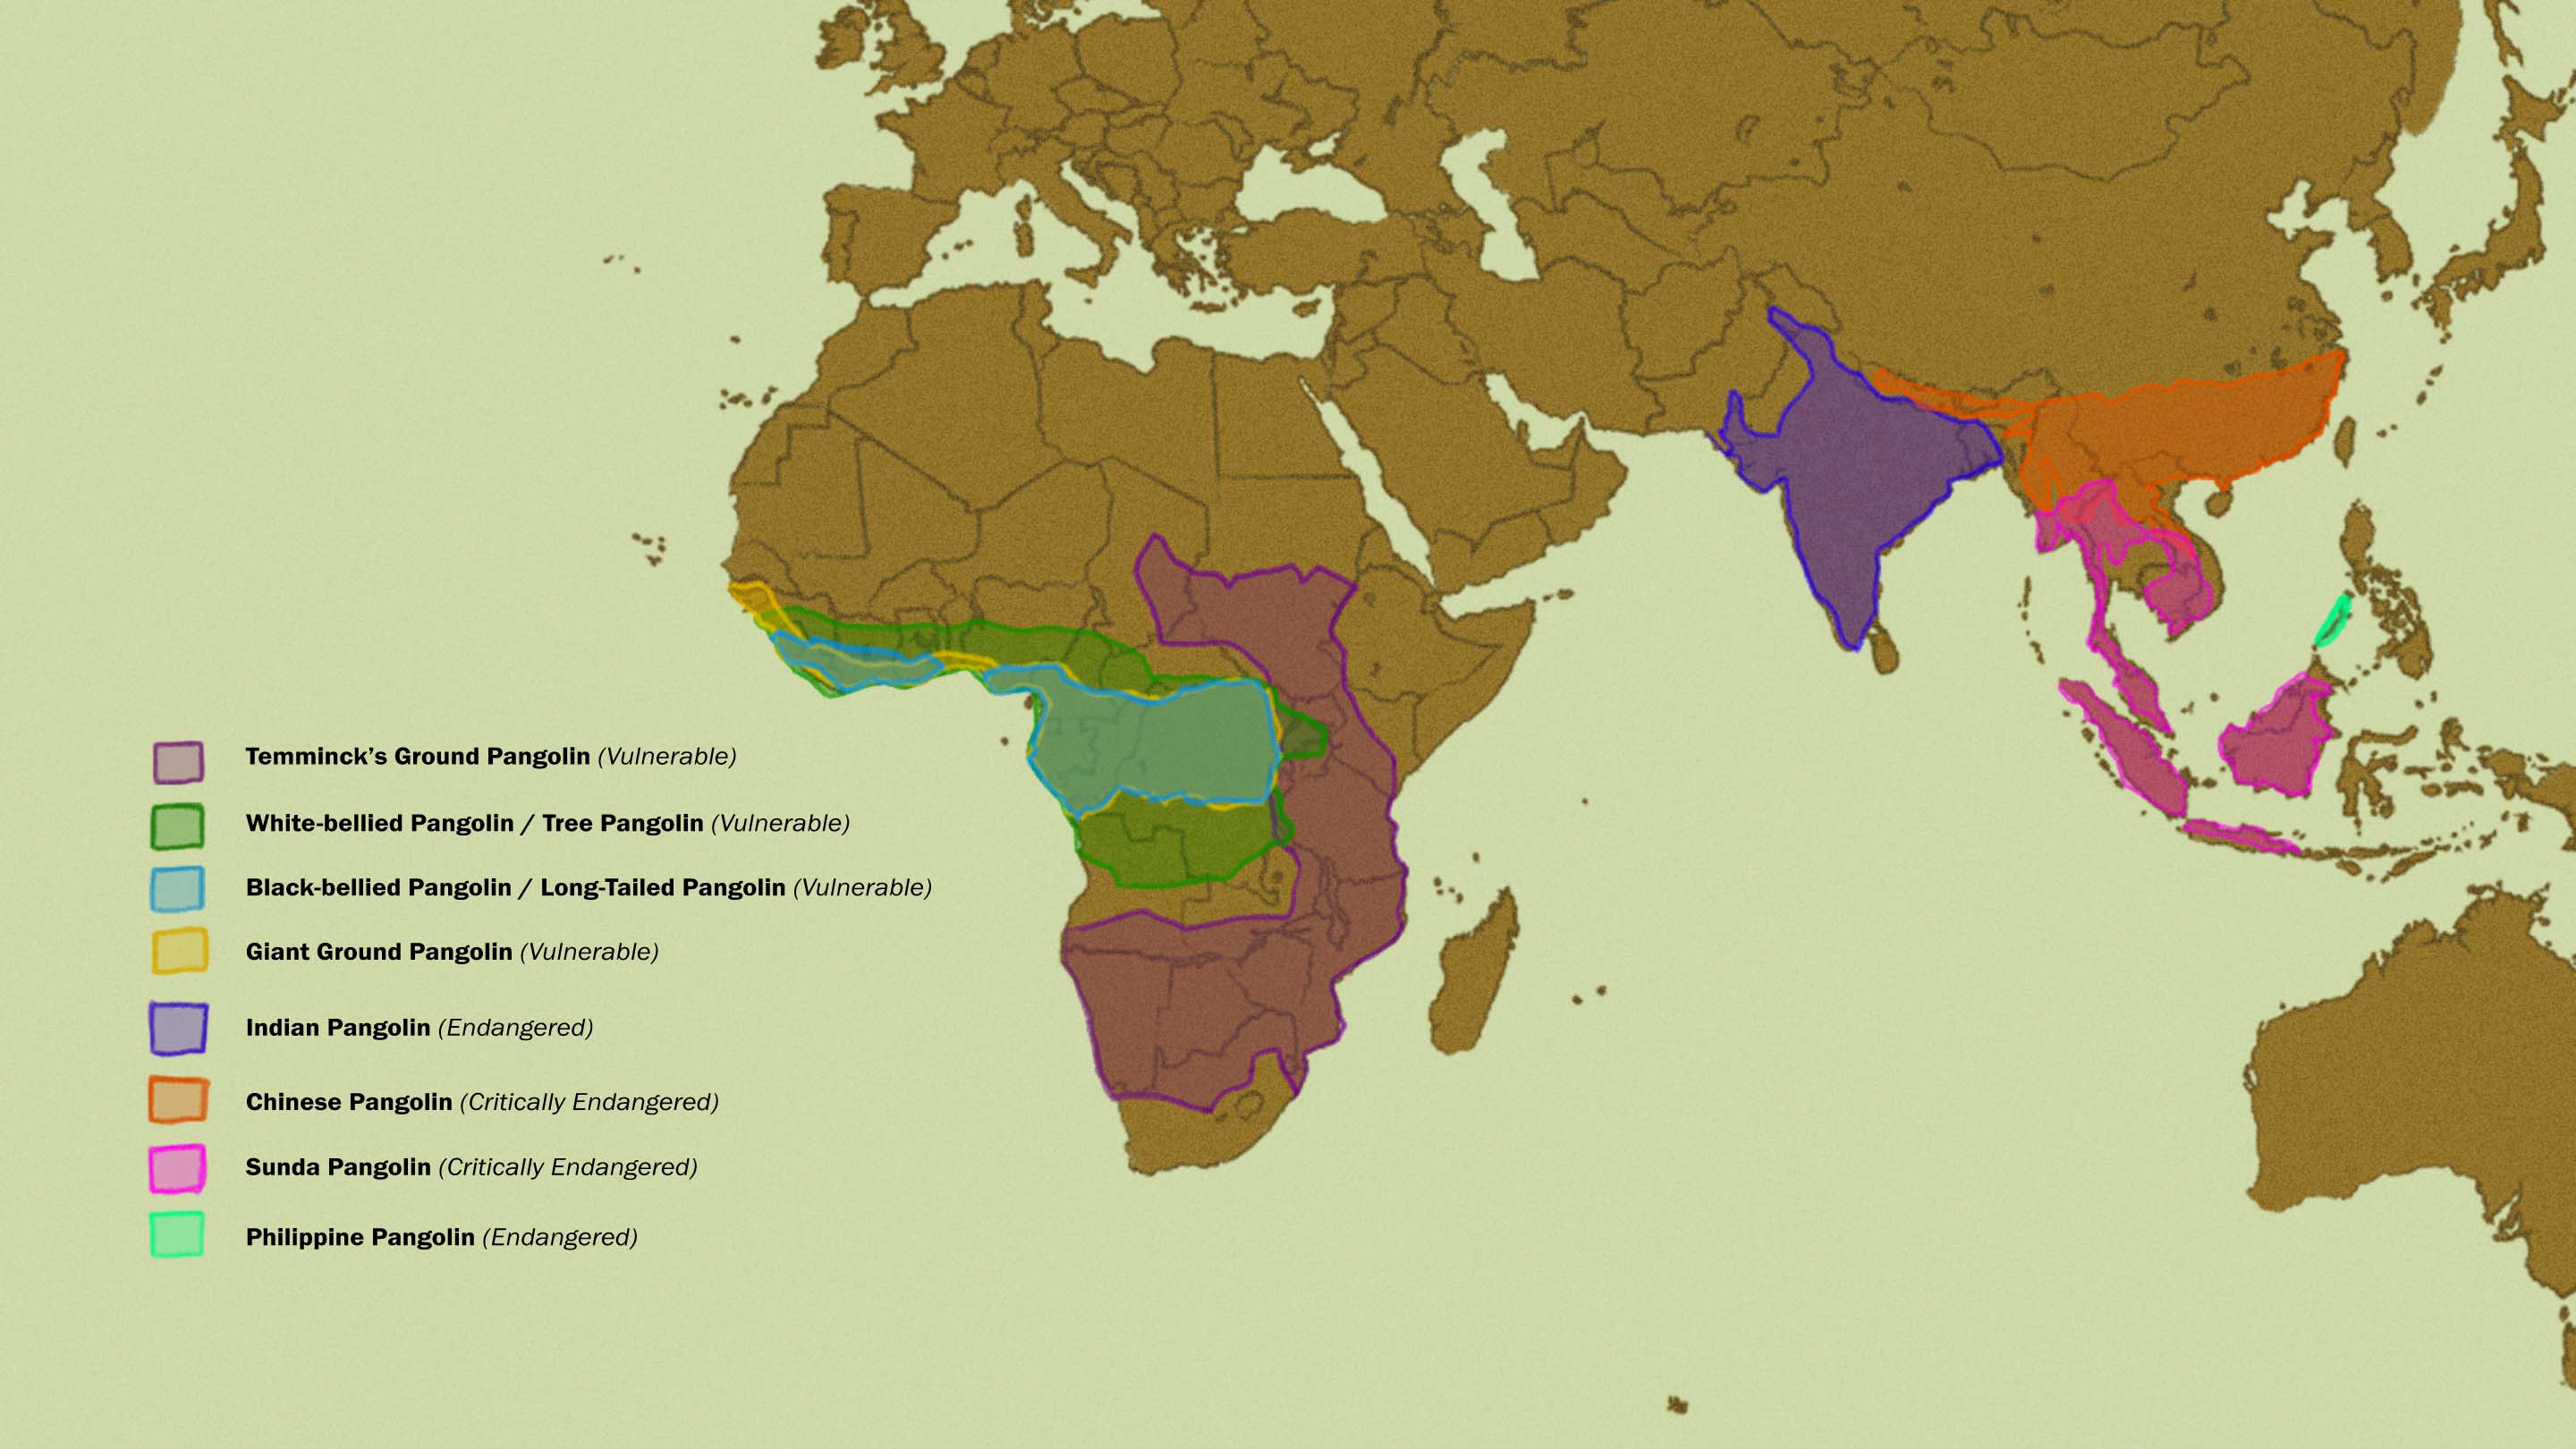 Temminck’s Ground Pangolin (Vulnerable)
White-bellied Pangolin / Tree Pangolin (Vulnerable)
Black-bellied Pangolin / Long-Tailed Pangolin (Vulnerable)
Giant Ground Pangolin (Vulnerable)
Indian Pangolin (Endangered)
Chinese Pangolin (Critically Endangered)
Sunda Pangolin (Critically Endangered)
Philippine Pangolin (Endangered)